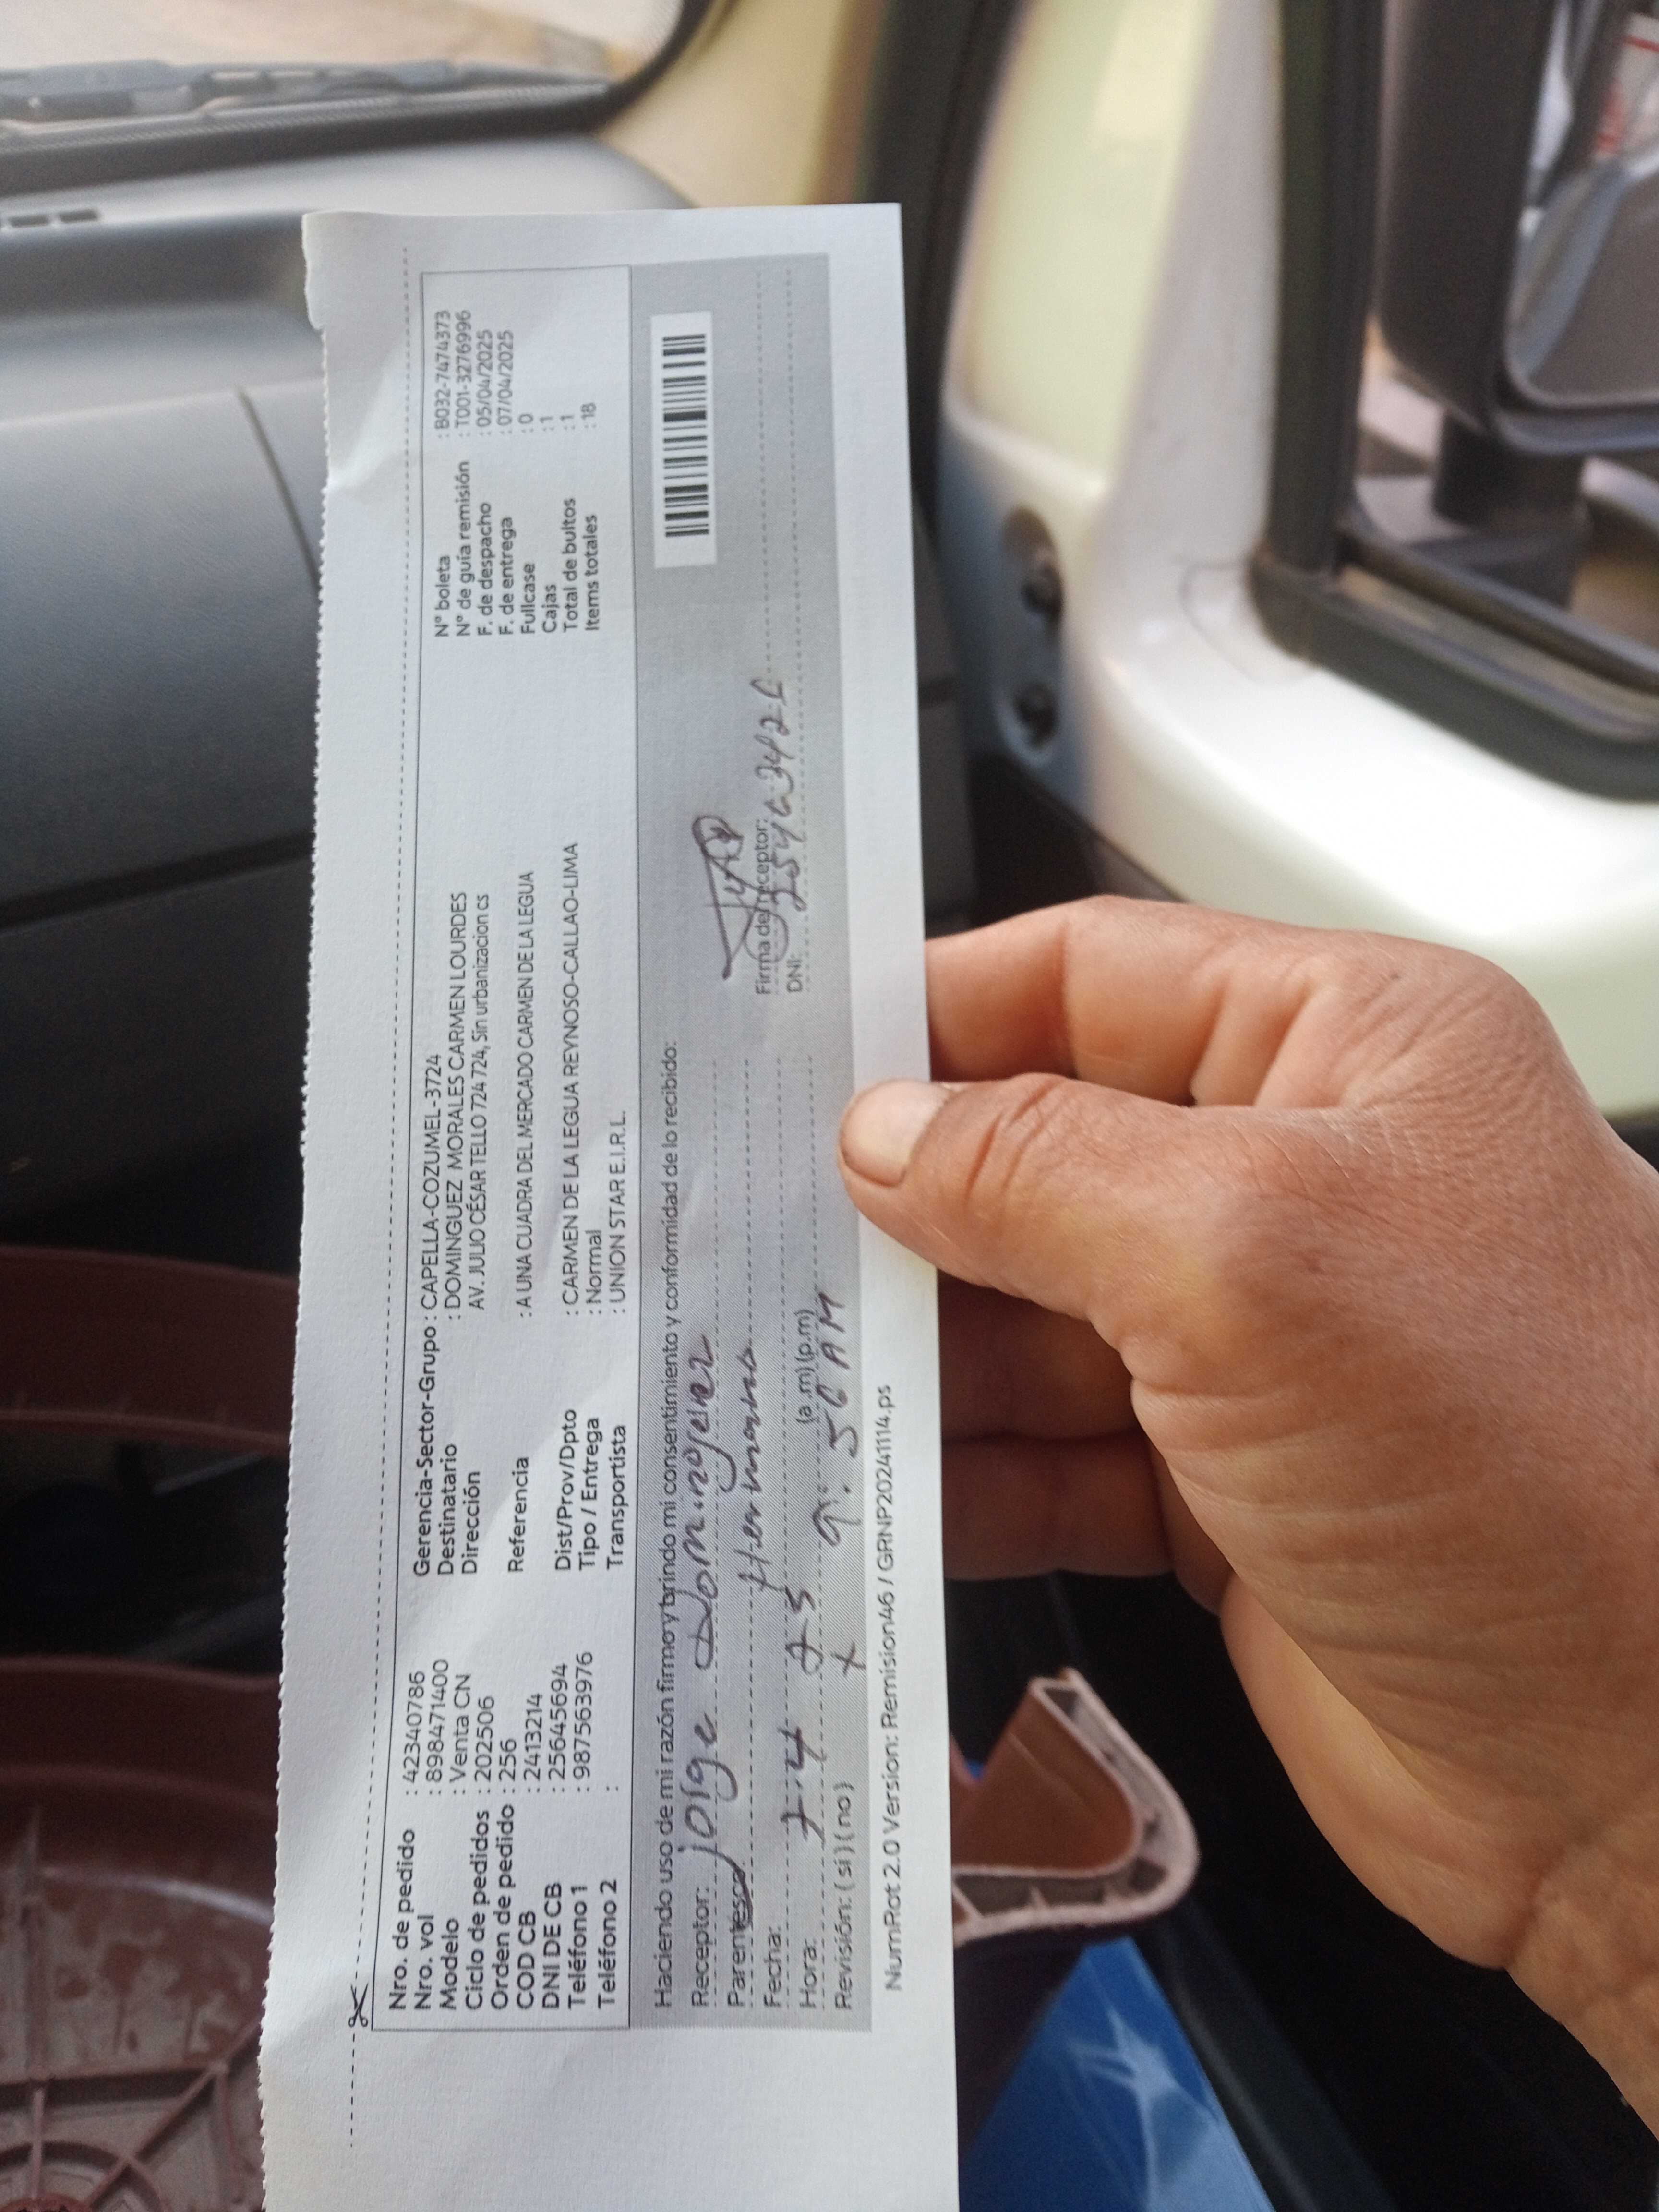 Nro. de pedido : 42340786
Nro. vol : 898471400
Modelo : Venta CN
Ciclo de pedidos : 202506
Orden de pedido : 256
COD CB : 2413214
DNI DE CB : 25645694
Teléfono 1 : 987563976
Teléfono 2 :
Gerencia-Sector-Grupo : CAPELLA-COZUMEL-3724
Destinatario : DOMINGUEZ MORALES CARMEN LOURDES
Dirección AV. JULIO CÉSAR TELLO 724 724, Sin urbanizacion cs
Referencia : A UNA CUADRA DEL MERCADO CARMEN DE LA LEGUA
Dist/Prov/Dpto : CARMEN DE LA LEGUA REYNOSO-CALLAO-LIMA
Tipo / Entrega : Normal
Transportista : UNION STAR E.I.R.L.
N° boleta : B032-7474373
N° de guía remisión : T001-3276996
F. de despacho : 05/04/2025
F. de entrega : 07/04/2025
Fullcase : 0
Cajas : 1
Total de bultos : 1
Items totales : 18
Haciendo uso de mi razón firmo y brindo mi consentimiento y conformidad de lo recibido:
Receptor: jorge Dominguez
Parentesco Hermano
Fecha: 7-4
Hora: (a.m) (p.m) 9:56 AM
Revisión: (si) (no)
Firma del receptor:
DNI:
NumRot 2.0 Version: Remision46 / GRNP20241114.ps